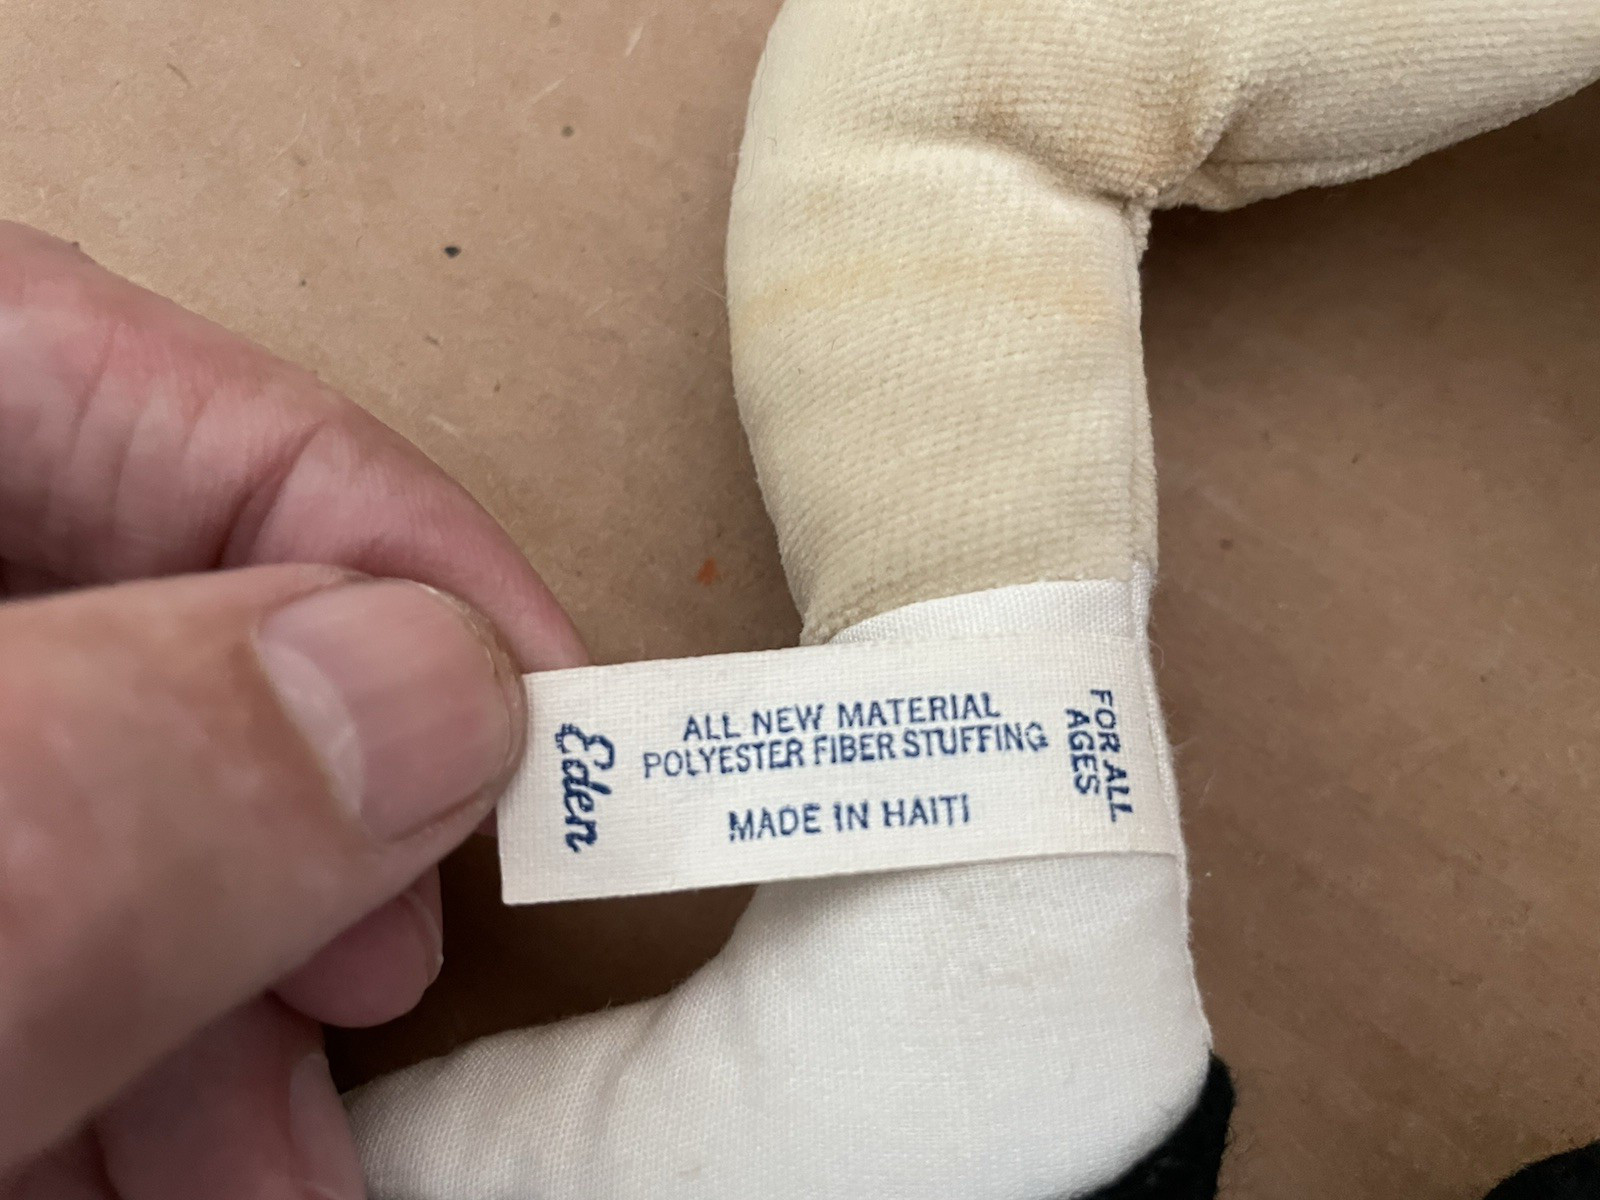 Eden
ALL NEW MATERIAL
POLYESTER FIBER STUFFING
MADE IN HAITI
FOR ALL
AGES